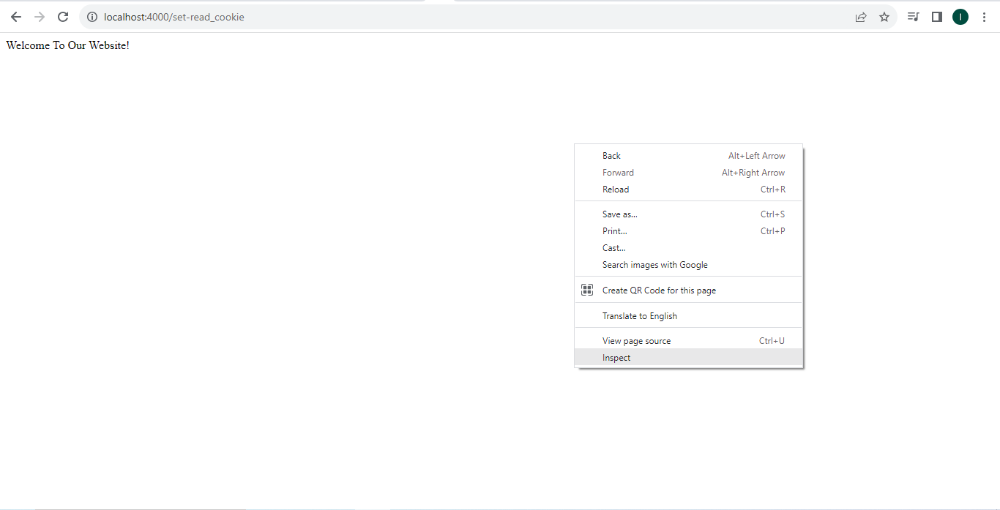 localhost:4000/set-read_cookie
I
Welcome To Our Website!
Back Alt+Left Arrow
Forward Alt+Right Arrow
Reload Ctrl+R
Save as... Ctrl+S
Print... Ctrl+P
Cast...
Search images with Google
Create QR Code for this page
Translate to English
View page source Ctrl+U
Inspect